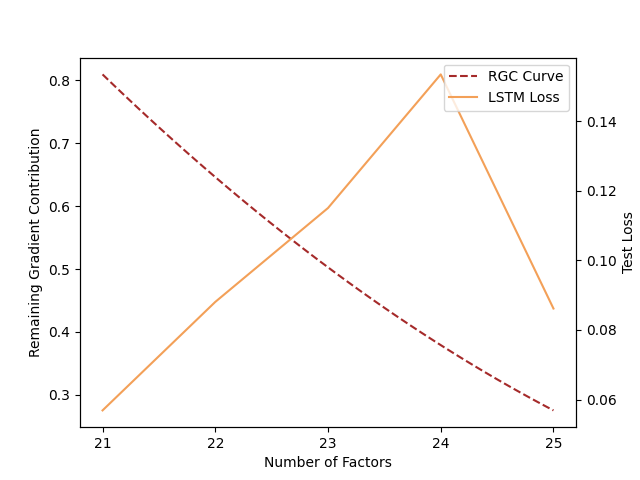 RGC Curve
LSTM Loss
Remaining Gradient Contribution
0.8
0.7
0.6
0.5
0.4
0.3
0.14
0.12
0.10
0.08
0.06
Test Loss
21 22 23 24 25
Number of Factors